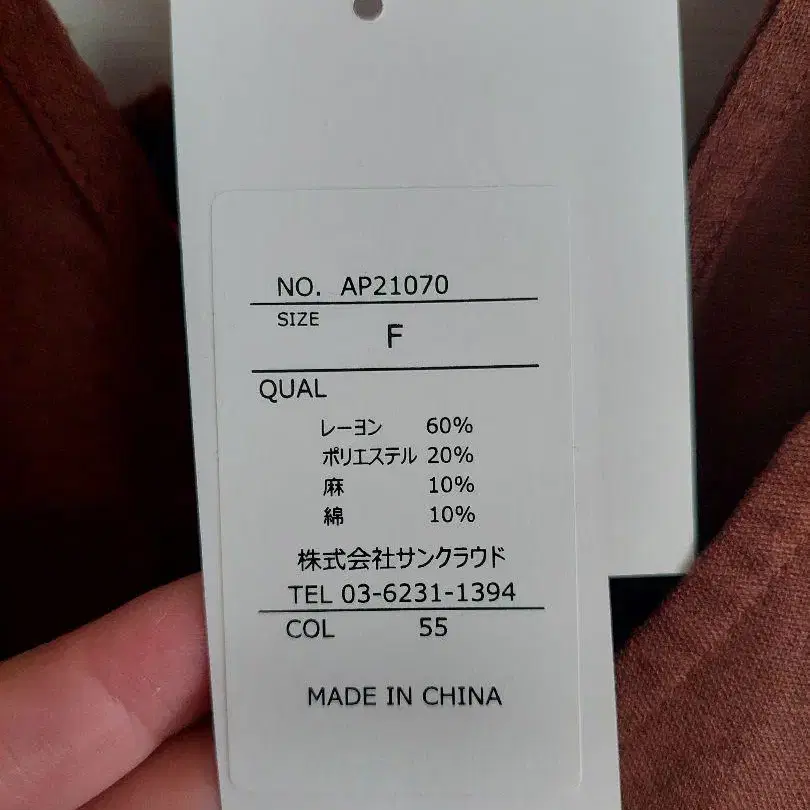 NO. AP21070
SIZE F
QUAL
レーヨン 60%
ポリエステル 20%
麻 10%
綿 10%
株式会社サンクラウド
TEL 03-6231-1394
COL 55
MADE IN CHINA